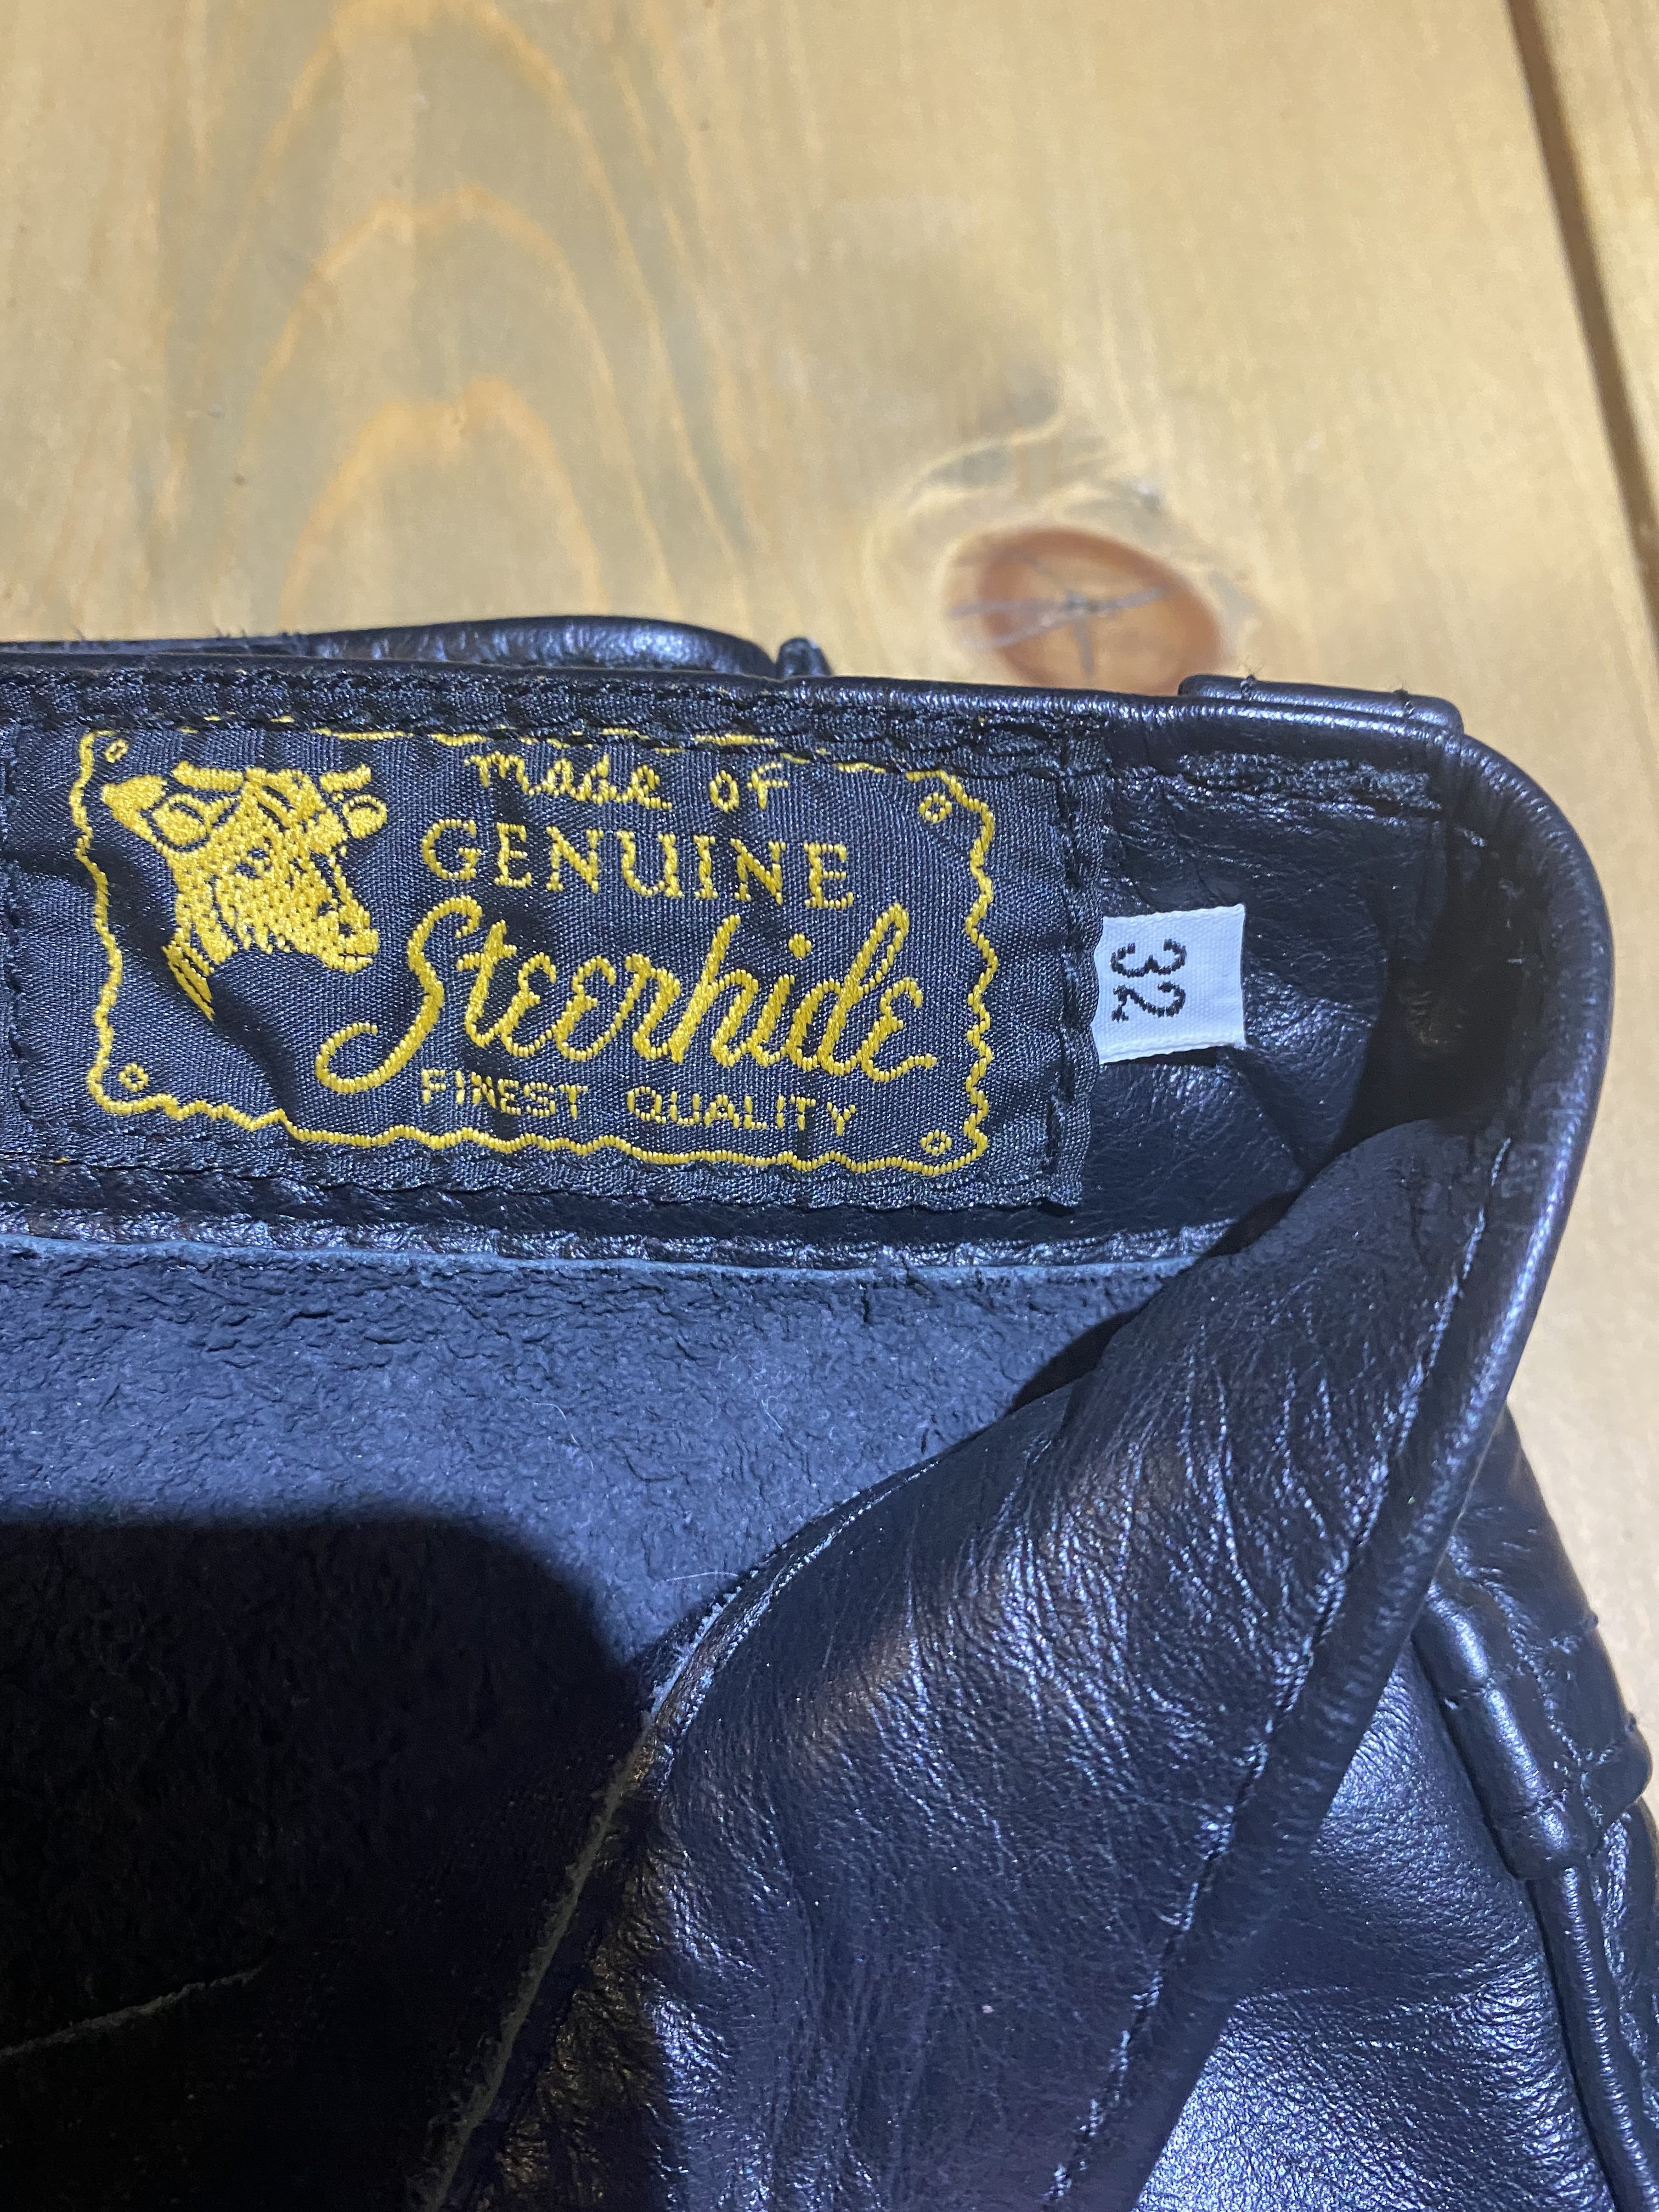 made of
GENUINE
Steerhide
FINEST QUALITY
32